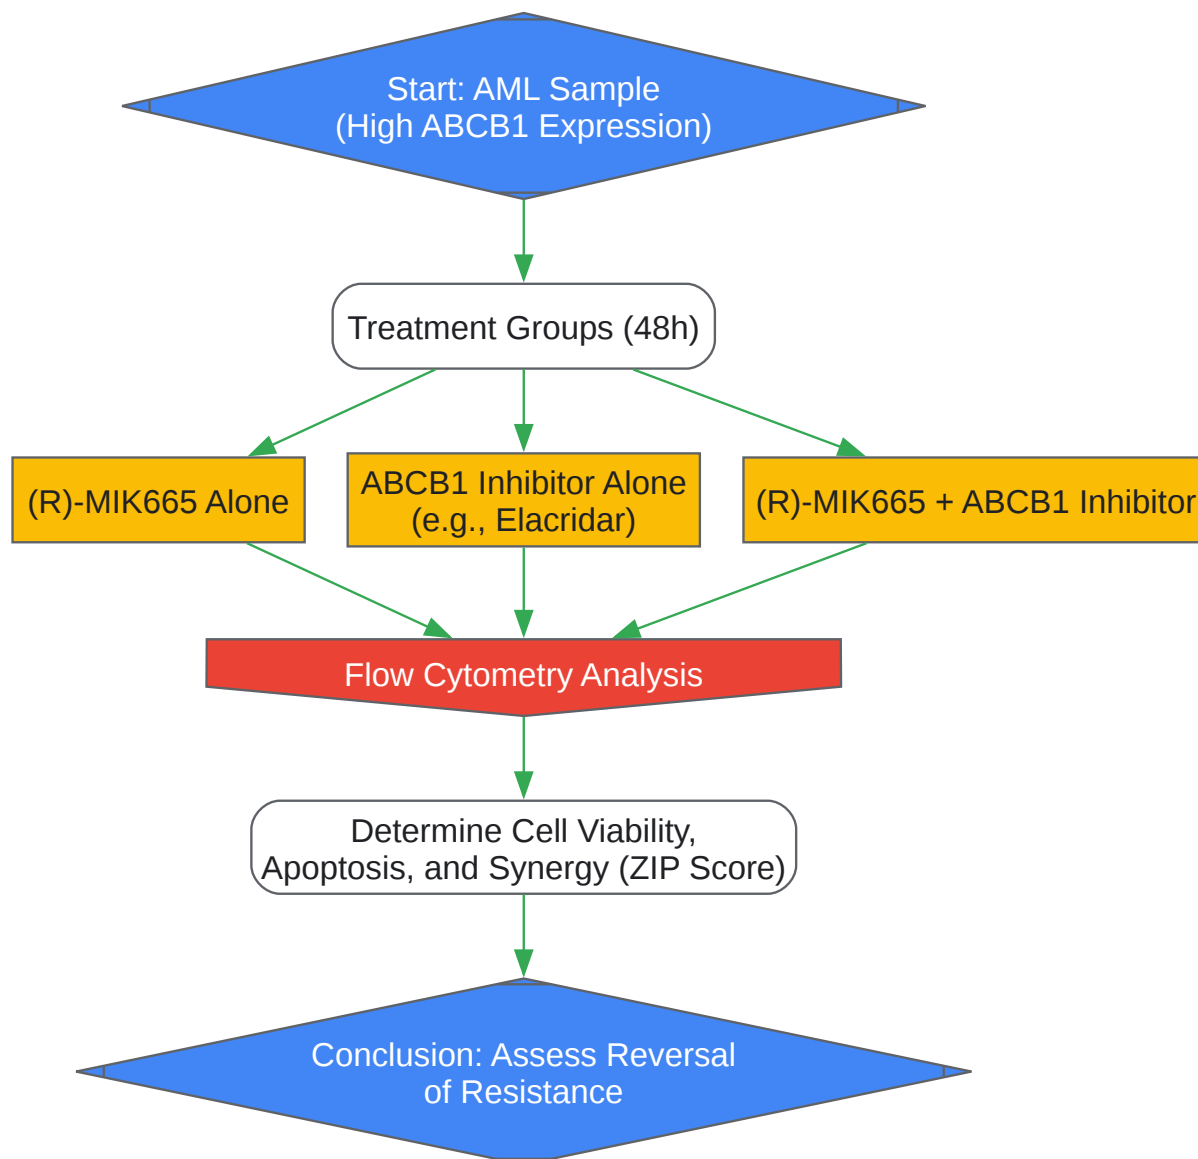 Start: AML Sample
(High ABCB1 Expression)
Treatment Groups (48h)
(R)-MIK665 Alone
ABCB1 Inhibitor Alone
(e.g., Elacridar)
(R)-MIK665 + ABCB1 Inhibitor
Flow Cytometry Analysis
Determine Cell Viability,
Apoptosis, and Synergy (ZIP Score)
Conclusion: Assess Reversal
of Resistance